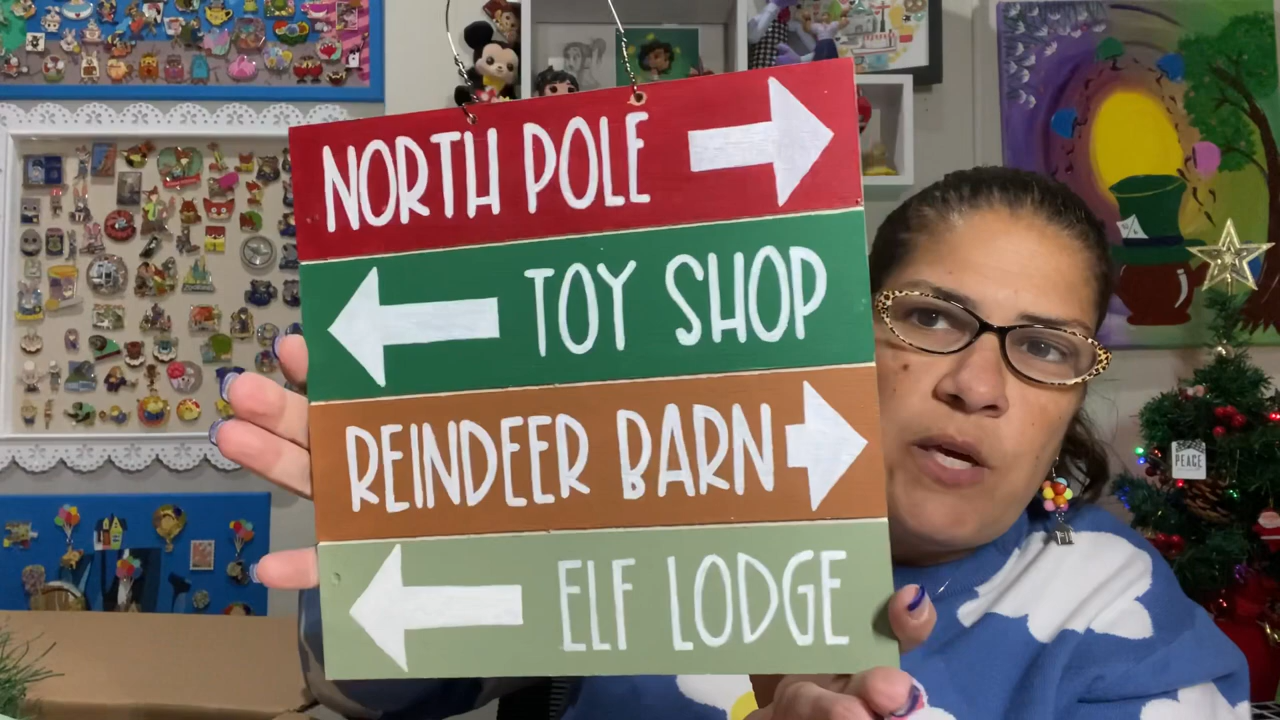 NORTH POLE
TOY SHOP
REINDEER BARN
ELF LODGE
PEACE